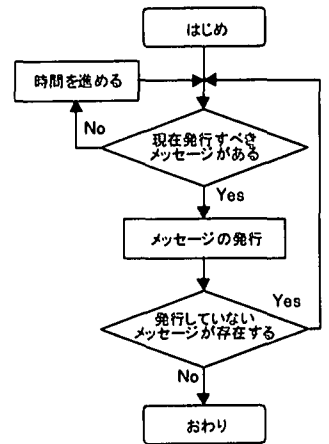 はじめ
時間を進める
No
現在発行すべき
メッセージがある
Yes
メッセージの発行
発行していない
メッセージが存在する
Yes
No
おわり